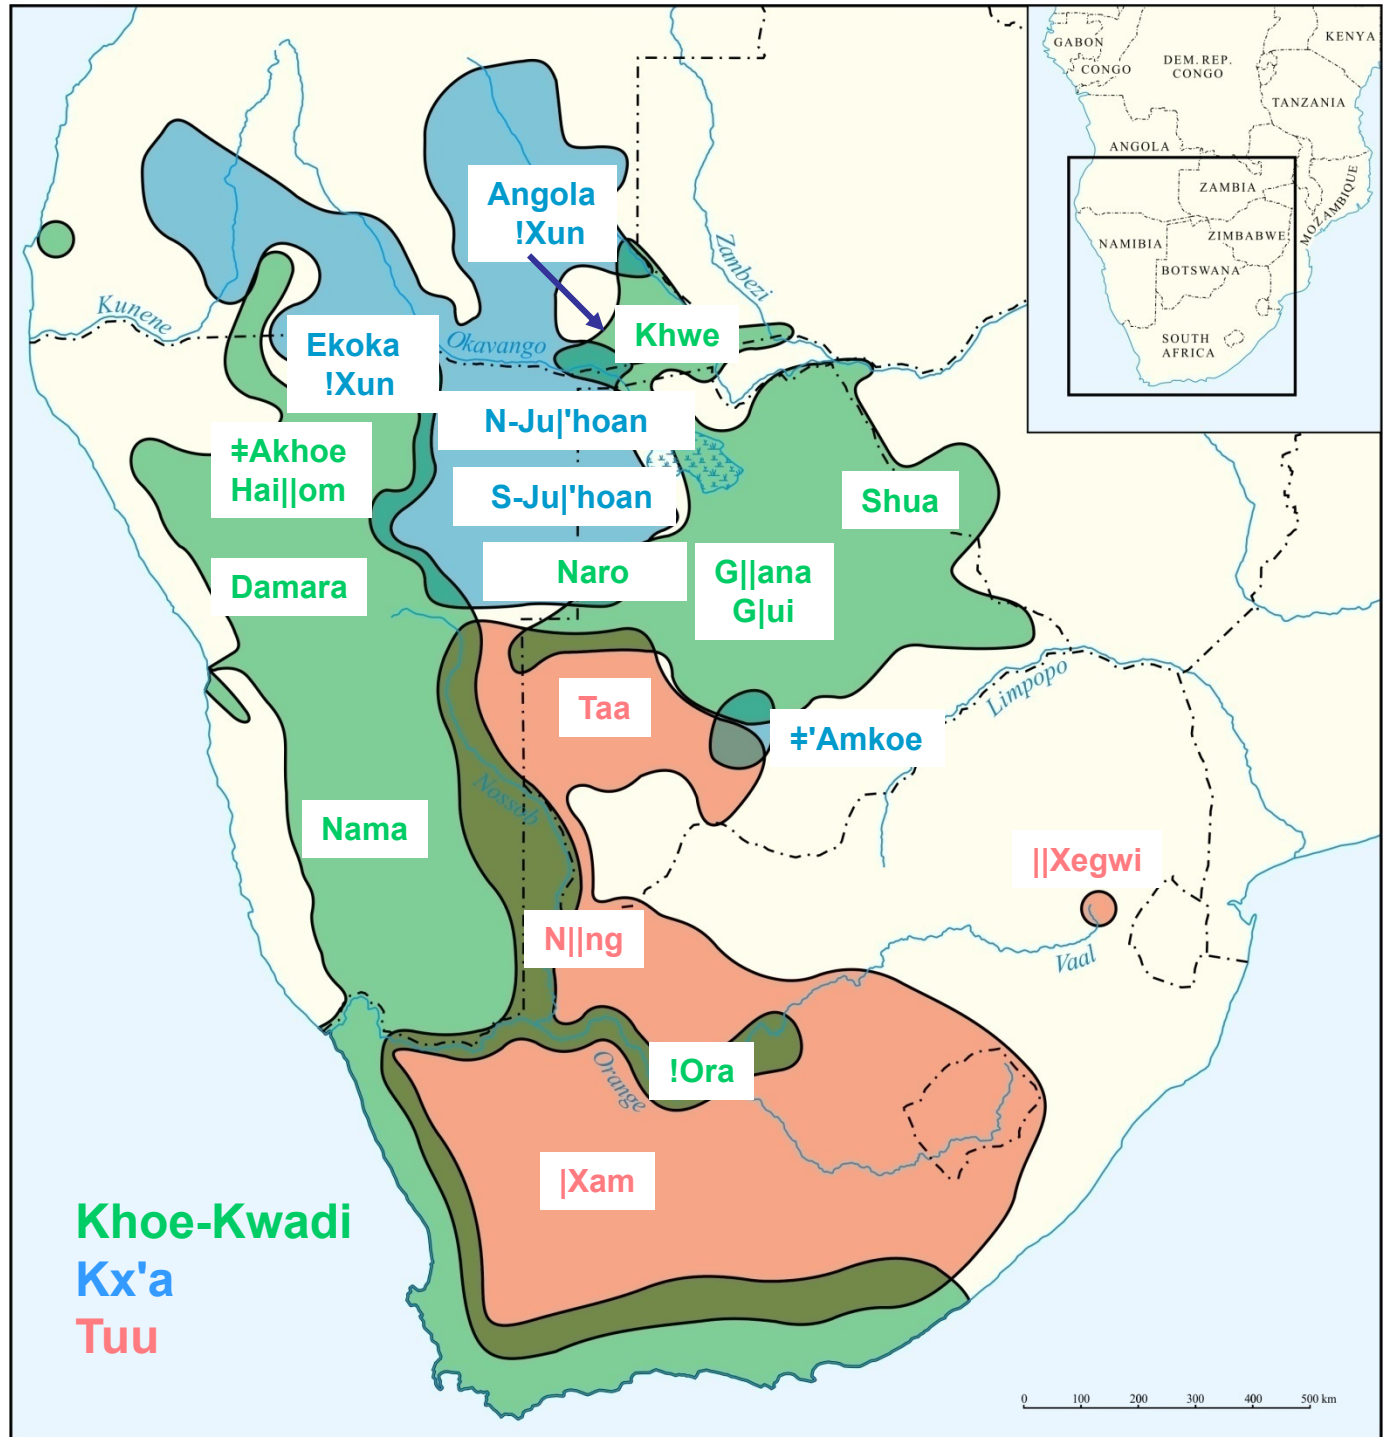 GABON
CONGO
DEM. REP.
CONGO
KENYA
TANZANIA
ANGOLA
ZAMBIA
MOZAMBIQUE
NAMIBIA
ZIMBABWE
BOTSWANA
SOUTH
AFRICA
Angola
!Xun
Zambezi
Kunene
Khwe
Ekoka
!Xun
Okavango
N-Ju|'hoan
ǂAkhoe
Hai||om
S-Ju|'hoan
Shua
Damara
Naro
G||ana
G|ui
Limpopo
Taa
ǂ'Amkoe
Nossob
Nama
||Xegwi
N||ng
Vaal
!Ora
Orange
|Xam
Khoe-Kwadi
Kx'a
Tuu
0 100 200 300 400 500 km